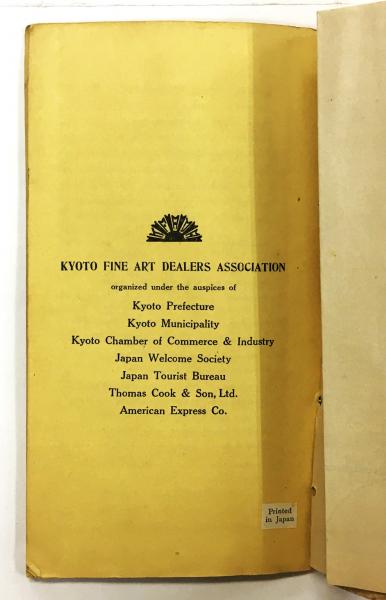 KYOTO FINE ART DEALERS ASSOCIATION
organized under the auspices of
Kyoto Prefecture
Kyoto Municipality
Kyoto Chamber of Commerce & Industry
Japan Welcome Society
Japan Tourist Bureau
Thomas Cook & Son, Ltd.
American Express Co.
Printed
in Japan